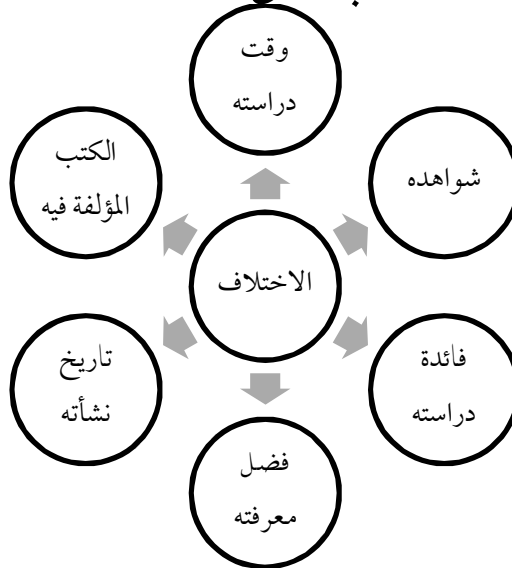 وقت
دراسته
شواهده
فائدة
دراسته
فضل
معرفته
تاريخ
نشأته
الكتب
المؤلفة فيه
الاختلاف